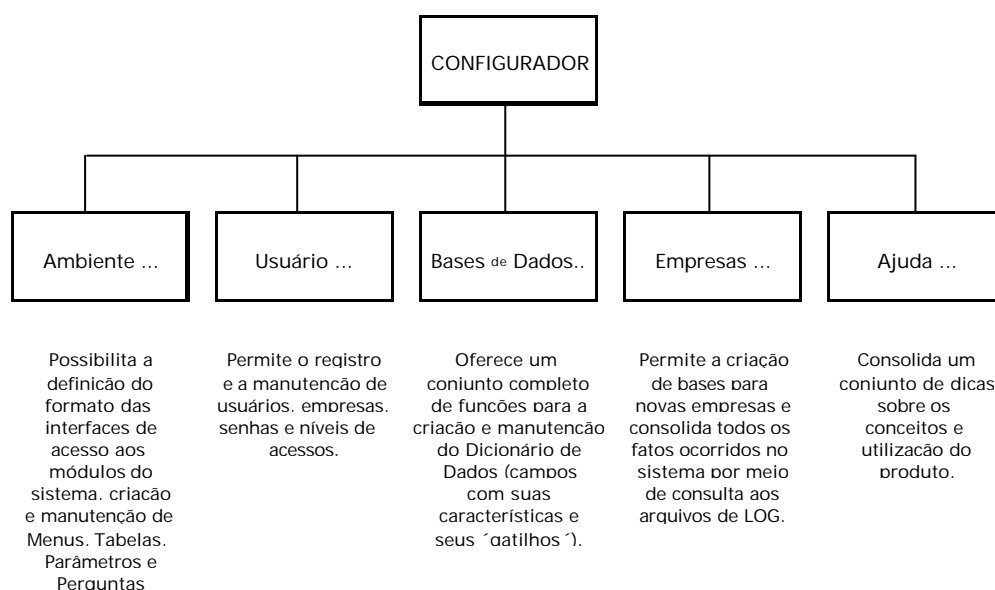 CONFIGURADOR
Ambiente ...
Usuário ...
Bases de Dados..
Empresas ...
Ajuda ...
Possibilita a
definição do
formato das
interfaces de
acesso aos
módulos do
sistema, criação
e manutenção de
Menus, Tabelas,
Parâmetros e
Perguntas
Permite o registro
e a manutenção de
usuários, empresas,
senhas e níveis de
acessos.
Oferece um
conjunto completo
de funções para a
criação e manutenção
do Dicionário de
Dados (campos
com suas
características e
seus ´gatilhos´).
Permite a criação
de bases para
novas empresas e
consolida todos os
fatos ocorridos no
sistema por meio
de consulta aos
arquivos de LOG.
Consolida um
conjunto de dicas
sobre os
conceitos e
utilização do
produto.